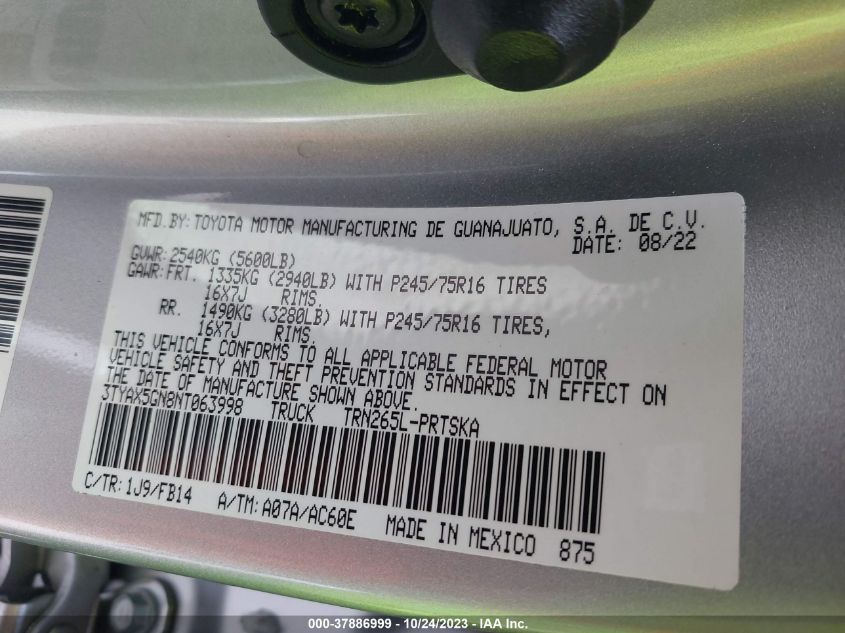 MFD.BY:TOYOTA MOTOR MANUFACTURING DE GUANAJUATO, S.A. DE C.V.
DATE: 08/22
GVWR:2540KG (5600LB)
GAWR:FRT. 1335KG (2940LB) WITH P245/75R16 TIRES
16X7J RIMS.
RR. 1490KG (3280LB) WITH P245/75R16 TIRES,
16X7J RIMS.
THIS VEHICLE CONFORMS TO ALL APPLICABLE FEDERAL MOTOR
VEHICLE SAFETY AND THEFT PREVENTION STANDARDS IN EFFECT ON
THE DATE OF MANUFACTURE SHOWN ABOVE.
3TYAX5GN8NT063998 TRUCK TRN265L-PRTSKA
C/TR:1J9/FB14 A/TM:A07A/AC60E MADE IN MEXICO 875
000-37886999 - 10/24/2023 - IAA Inc.